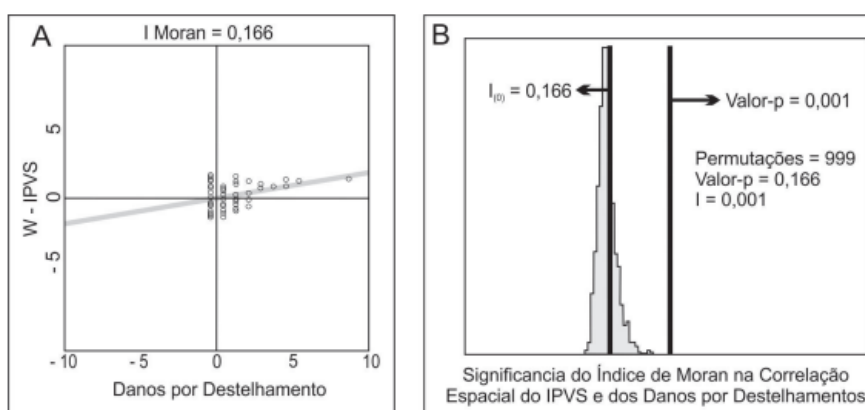 A
I Moran = 0,166
5
0
- 5
W - IPVS
- 10
- 5
0
5
10
Danos por Destelhamento
B
I(0) = 0,166
Valor-p = 0,001
Permutações = 999
Valor-p = 0,166
I = 0,001
Significancia do Índice de Moran na Correlação
Espacial do IPVS e dos Danos por Destelhamentos